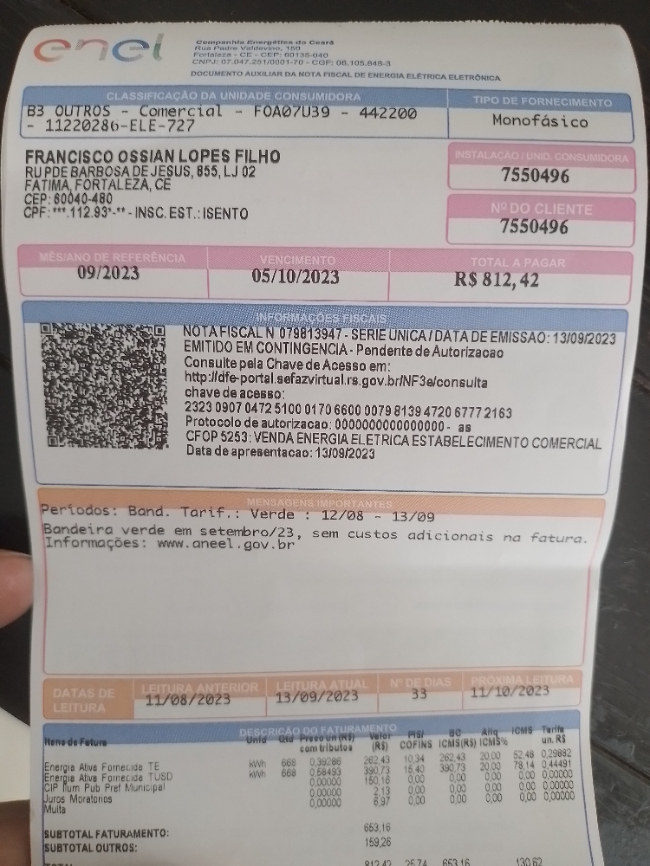 enel
Companhia Energética do Ceará
Rua Padre Valdevino, 150
Fortaleza - CE - CEP: 60135-040
CNPJ: 07.047.251/0001-70 - CGF: 06.105.848-3
DOCUMENTO AUXILIAR DA NOTA FISCAL DE ENERGIA ELÉTRICA ELETRÔNICA
CLASSIFICAÇÃO DA UNIDADE CONSUMIDORA
B3 OUTROS - Comercial - FOA07U39 - 442200
- 11220286-ELE-727
TIPO DE FORNECIMENTO
Monofásico
FRANCISCO OSSIAN LOPES FILHO
RU PDE BARBOSA DE JESUS, 855, LJ 02
FATIMA, FORTALEZA, CE
CEP: 60040-480
CPF: ***.112.93*-** - INSC. EST.: ISENTO
INSTALAÇÃO / UNID. CONSUMIDORA
7550496
Nº DO CLIENTE
7550496
MÊS/ANO DE REFERÊNCIA
09/2023
VENCIMENTO
05/10/2023
TOTAL A PAGAR
R$ 812,42
INFORMAÇÕES FISCAIS
NOTA FISCAL N 079813947 - SERIE UNICA / DATA DE EMISSAO: 13/09/2023
EMITIDO EM CONTINGENCIA - Pendente de Autorizacao
Consulte pela Chave de Acesso em:
http://dfe-portal.sefazvirtual.rs.gov.br/NF3e/consulta
chave de acesso:
2323 0907 0472 5100 0170 6600 0079 8139 4720 6777 2163
Protocolo de autorizacao: 0000000000000000 - as
CFOP 5253: VENDA ENERGIA ELETRICA ESTABELECIMENTO COMERCIAL
Data de apresentacao: 13/09/2023
MENSAGENS IMPORTANTES
Períodos: Band. Tarif.: Verde : 12/08 - 13/09
Bandeira verde em setembro/23, sem custos adicionais na fatura.
Informações: www.aneel.gov.br
DATAS DE LEITURA
LEITURA ANTERIOR
11/08/2023
LEITURA ATUAL
13/09/2023
Nº DE DIAS
33
PRÓXIMA LEITURA
11/10/2023
DESCRIÇÃO DO FATURAMENTO
Itens de Fatura Unid Qtd Preço un (R$) com tributos Valor (R$) PIS/ COFINS BC ICMS(R$) Aliq ICMS% ICMS Tarifa un. R$
Energia Ativa Fornecida TE kWh 668 0,39286 262,43 10,34 262,43 20,00 52,48 0,29882
Energia Ativa Fornecida TUSD kWh 668 0,58493 390,73 15,40 390,73 20,00 78,14 0,44491
CIP Ilum Pub Pref Municipal 0,00000 150,16 0,00 0,00 0,00 0,00 0,00000
Juros Moratorios 0,00000 2,13 0,00 0,00 0,00 0,00 0,00000
Multa 0,00000 6,97 0,00 0,00 0,00 0,00 0,00000
SUBTOTAL FATURAMENTO: 653,16
SUBTOTAL OUTROS: 159,26
TOTAL 812,42 25,74 653,16 130,62